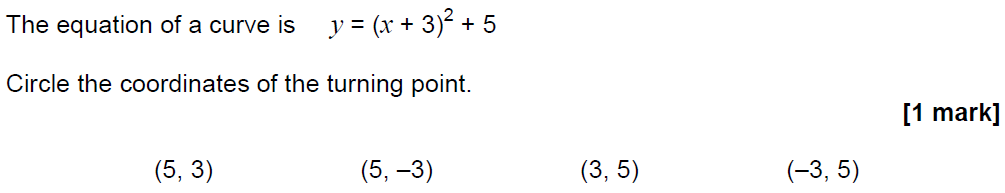 The equation of a curve is y = (x + 3)² + 5
Circle the coordinates of the turning point.
[1 mark]
(5, 3) (5, –3) (3, 5) (–3, 5)